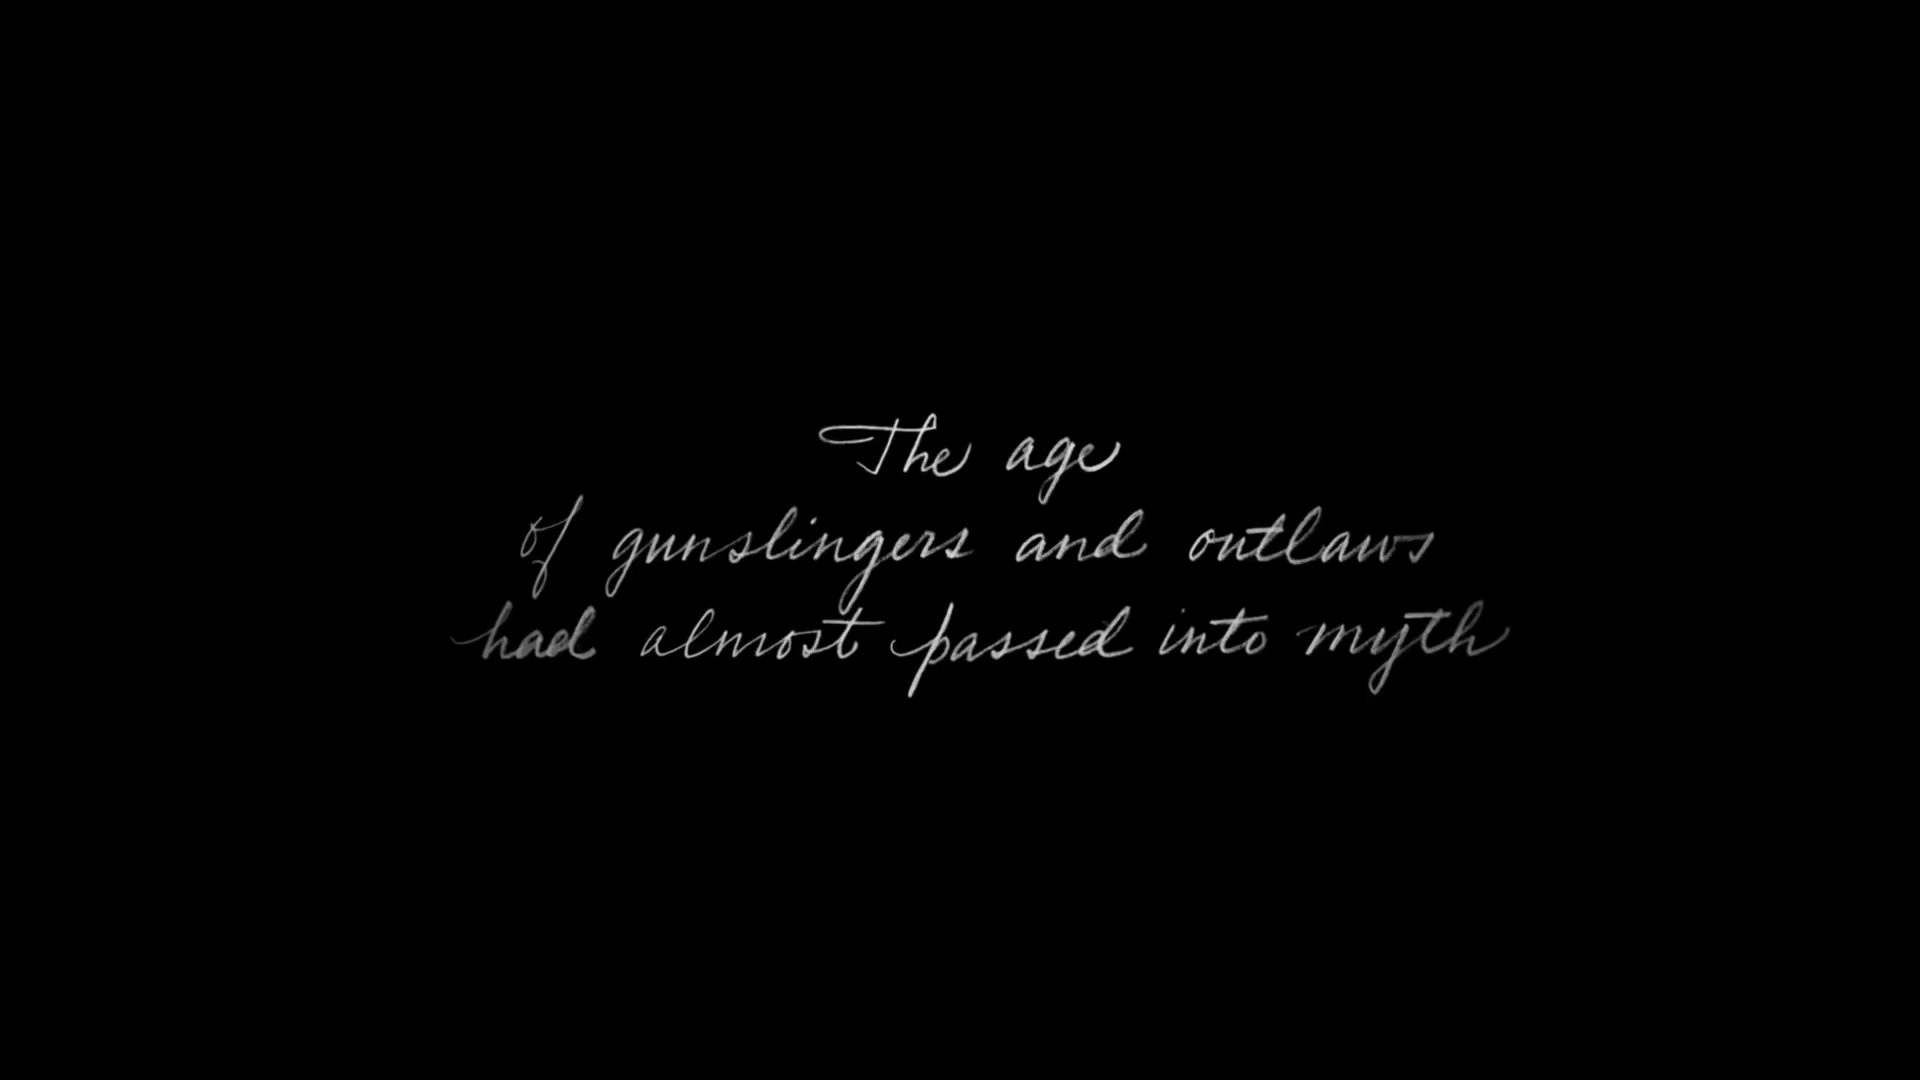 The age
of gunslingers and outlaws
had almost passed into myth